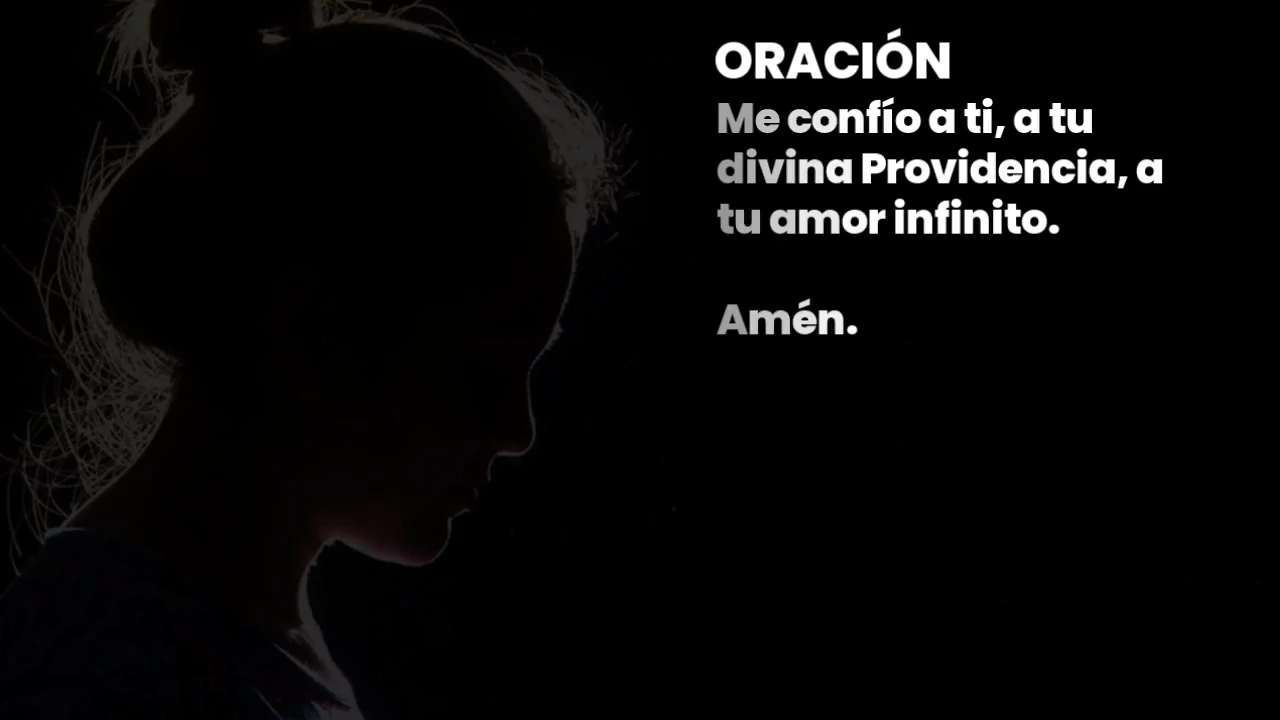 ORACIÓN
Me confío a ti, a tu
divina Providencia, a
tu amor infinito.
Amén.